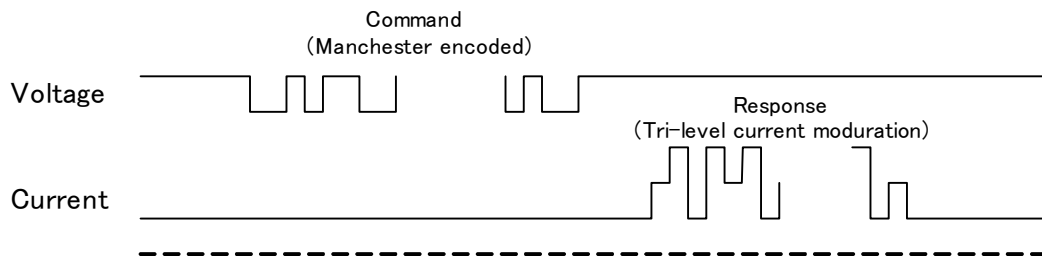 Command
(Manchester encoded)
Voltage
Response
(Tri-level current moduration)
Current